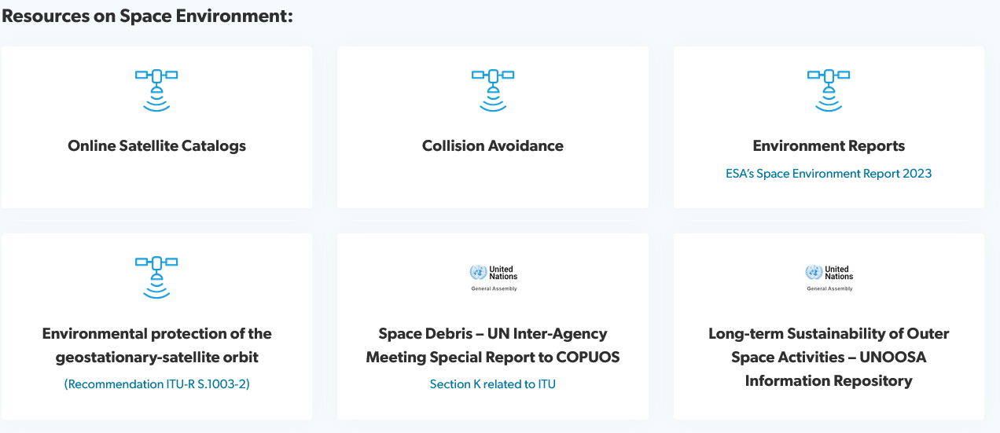 Resources on Space Environment:
Online Satellite Catalogs
Collision Avoidance
Environment Reports
ESA’s Space Environment Report 2023
Environmental protection of the
geostationary-satellite orbit
(Recommendation ITU-R S.1003-2)
United
Nations
General Assembly
Space Debris – UN Inter-Agency
Meeting Special Report to COPUOS
Section K related to ITU
United
Nations
General Assembly
Long-term Sustainability of Outer
Space Activities – UNOOSA
Information Repository